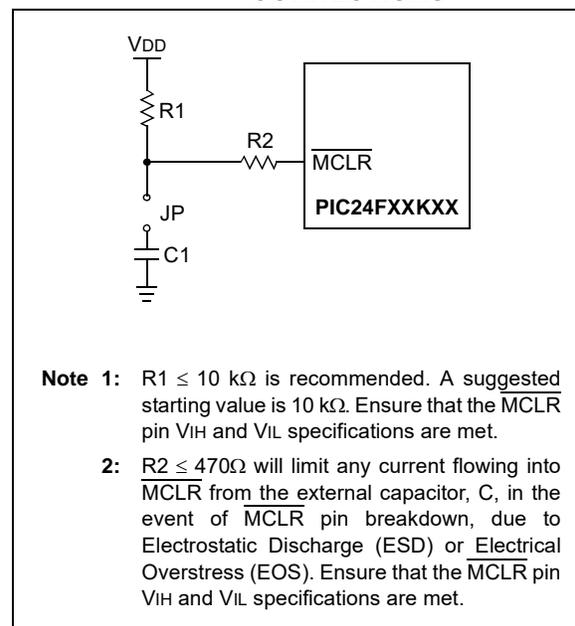 VDD
R1
R2
MCLR
JP
PIC24FXXKXX
C1
Note 1: R1 ≤ 10 kΩ is recommended. A suggested
starting value is 10 kΩ. Ensure that the MCLR
pin VIH and VIL specifications are met.
2: R2 ≤ 470Ω will limit any current flowing into
MCLR from the external capacitor, C, in the
event of MCLR pin breakdown, due to
Electrostatic Discharge (ESD) or Electrical
Overstress (EOS). Ensure that the MCLR pin
VIH and VIL specifications are met.